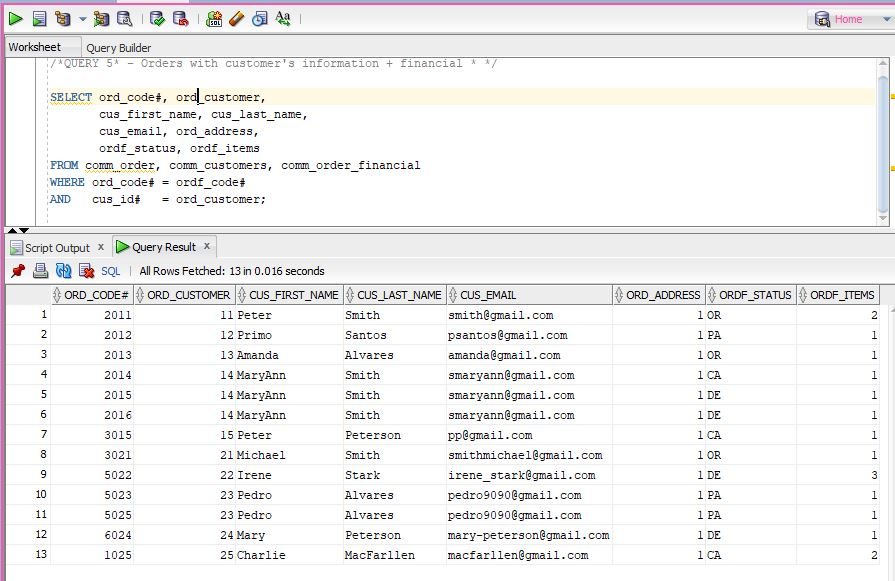 SQL Aa
Home
Worksheet Query Builder
/*QUERY 5* - Orders with customer's information + financial * */
SELECT ord_code#, ord_customer,
cus_first_name, cus_last_name,
cus_email, ord_address,
ordf_status, ordf_items
FROM comm_order, comm_customers, comm_order_financial
WHERE ord_code# = ordf_code#
AND cus_id# = ord_customer;
Script Output x Query Result x
SQL | All Rows Fetched: 13 in 0.016 seconds
ORD_CODE# ORD_CUSTOMER CUS_FIRST_NAME CUS_LAST_NAME CUS_EMAIL ORD_ADDRESS ORDF_STATUS ORDF_ITEMS
1 2011 11 Peter Smith smith@gmail.com 1 OR 2
2 2012 12 Primo Santos psantos@gmail.com 1 PA 1
3 2013 13 Amanda Alvares amanda@gmail.com 1 OR 1
4 2014 14 MaryAnn Smith smaryann@gmail.com 1 CA 1
5 2015 14 MaryAnn Smith smaryann@gmail.com 1 DE 1
6 2016 14 MaryAnn Smith smaryann@gmail.com 1 DE 1
7 3015 15 Peter Peterson pp@gmail.com 1 CA 1
8 3021 21 Michael Smith smithmichael@gmail.com 1 OR 1
9 5022 22 Irene Stark irene_stark@gmail.com 1 DE 3
10 5023 23 Pedro Alvares pedro9090@gmail.com 1 PA 1
11 5025 23 Pedro Alvares pedro9090@gmail.com 1 PA 1
12 6024 24 Mary Peterson mary-peterson@gmail.com 1 DE 1
13 1025 25 Charlie MacFarllen macfarllen@gmail.com 1 CA 2